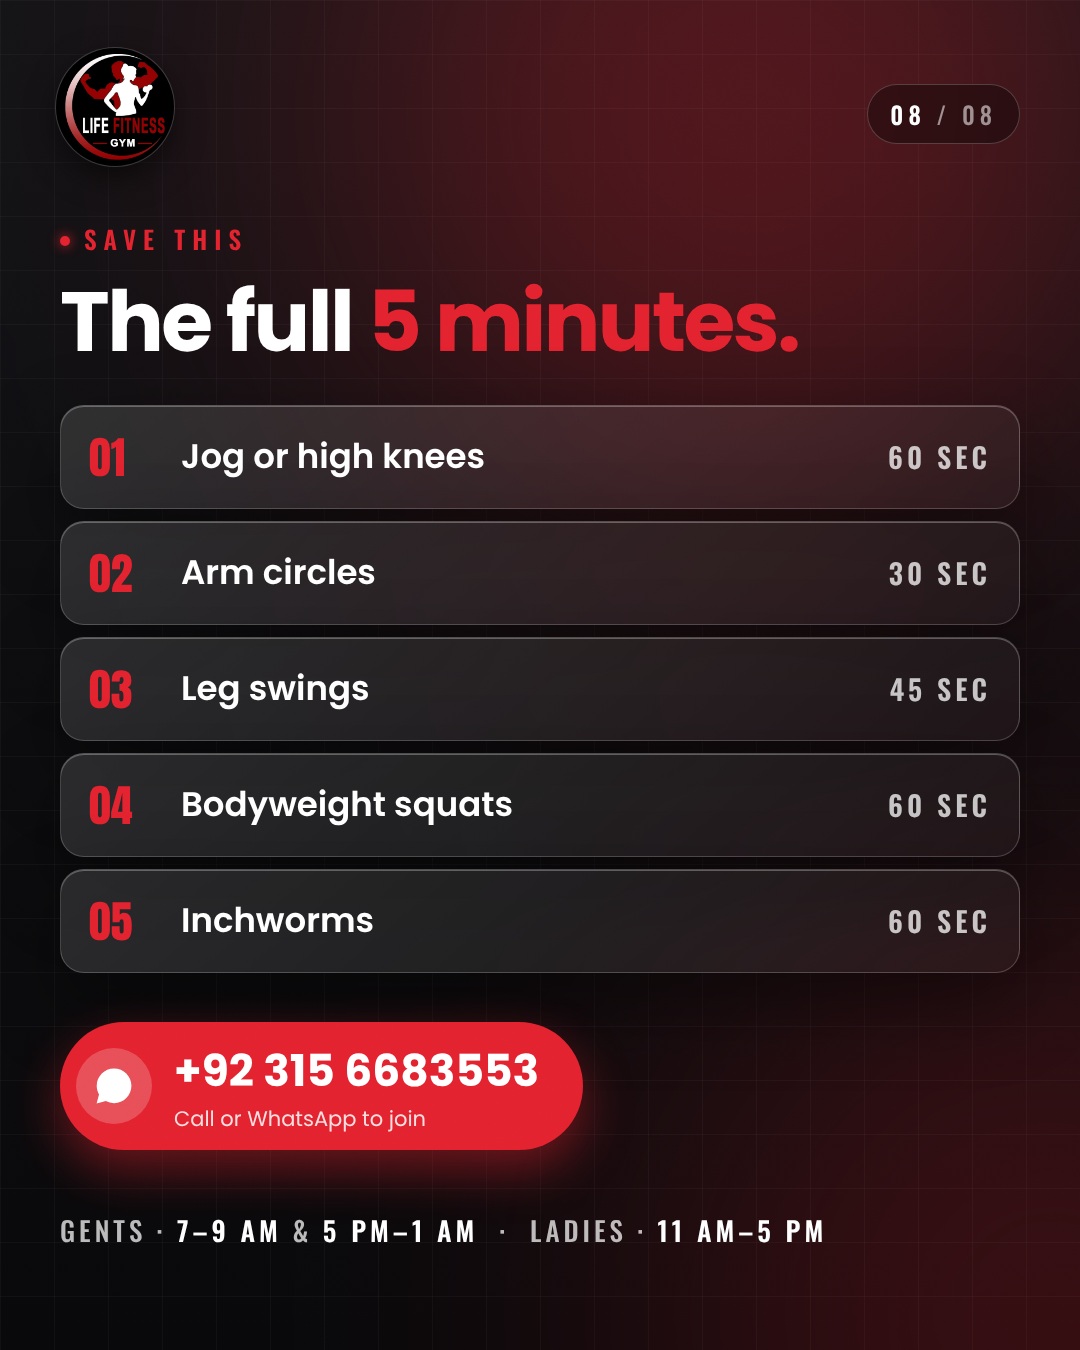 LIFE FITNESS
GYM
08 / 08
SAVE THIS
The full 5 minutes.
01 Jog or high knees 60 SEC
02 Arm circles 30 SEC
03 Leg swings 45 SEC
04 Bodyweight squats 60 SEC
05 Inchworms 60 SEC
+92 315 6683553
Call or WhatsApp to join
GENTS · 7–9 AM & 5 PM–1 AM · LADIES · 11 AM–5 PM